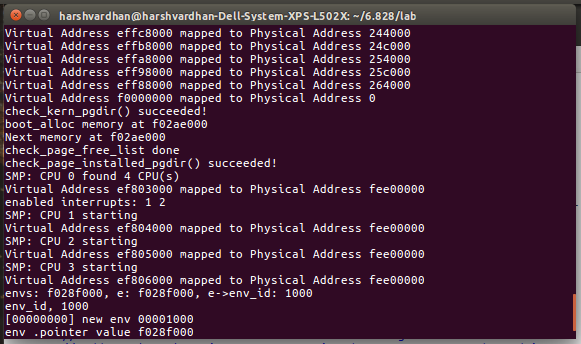 harshvardhan@harshvardhan-Dell-System-XPS-L502X: ~/6.828/lab
Virtual Address effc8000 mapped to Physical Address 244000
Virtual Address effb8000 mapped to Physical Address 24c000
Virtual Address effa8000 mapped to Physical Address 254000
Virtual Address eff98000 mapped to Physical Address 25c000
Virtual Address eff88000 mapped to Physical Address 264000
Virtual Address f0000000 mapped to Physical Address 0
check_kern_pgdir() succeeded!
boot_alloc memory at f02ae000
Next memory at f02ae000
check_page_free_list done
check_page_installed_pgdir() succeeded!
SMP: CPU 0 found 4 CPU(s)
Virtual Address ef803000 mapped to Physical Address fee00000
enabled interrupts: 1 2
SMP: CPU 1 starting
Virtual Address ef804000 mapped to Physical Address fee00000
SMP: CPU 2 starting
Virtual Address ef805000 mapped to Physical Address fee00000
SMP: CPU 3 starting
Virtual Address ef806000 mapped to Physical Address fee00000
envs: f028f000, e: f028f000, e->env_id: 1000
env_id, 1000
[00000000] new env 00001000
env .pointer value f028f000